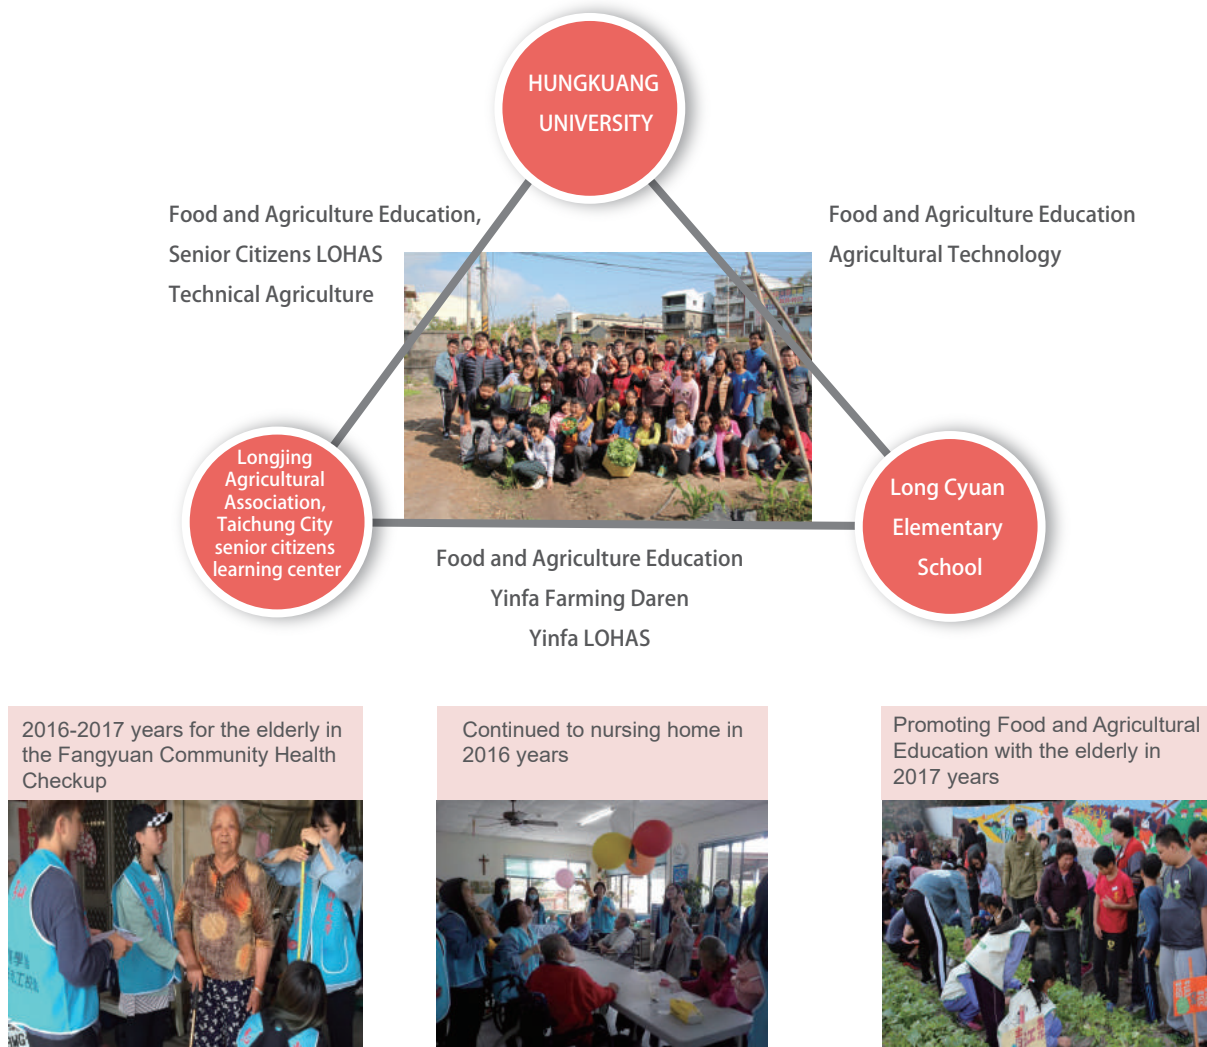 HUNGKUANG
UNIVERSITY
Food and Agriculture Education,
Senior Citizens LOHAS
Technical Agriculture
Food and Agriculture Education
Agricultural Technology
Longjing
Agricultural
Association,
Taichung City
senior citizens
learning center
Long Cyuan
Elementary
School
Food and Agriculture Education
Yinfa Farming Daren
Yinfa LOHAS
2016-2017 years for the elderly in
the Fangyuan Community Health
Checkup
Continued to nursing home in
2016 years
Promoting Food and Agricultural
Education with the elderly in
2017 years